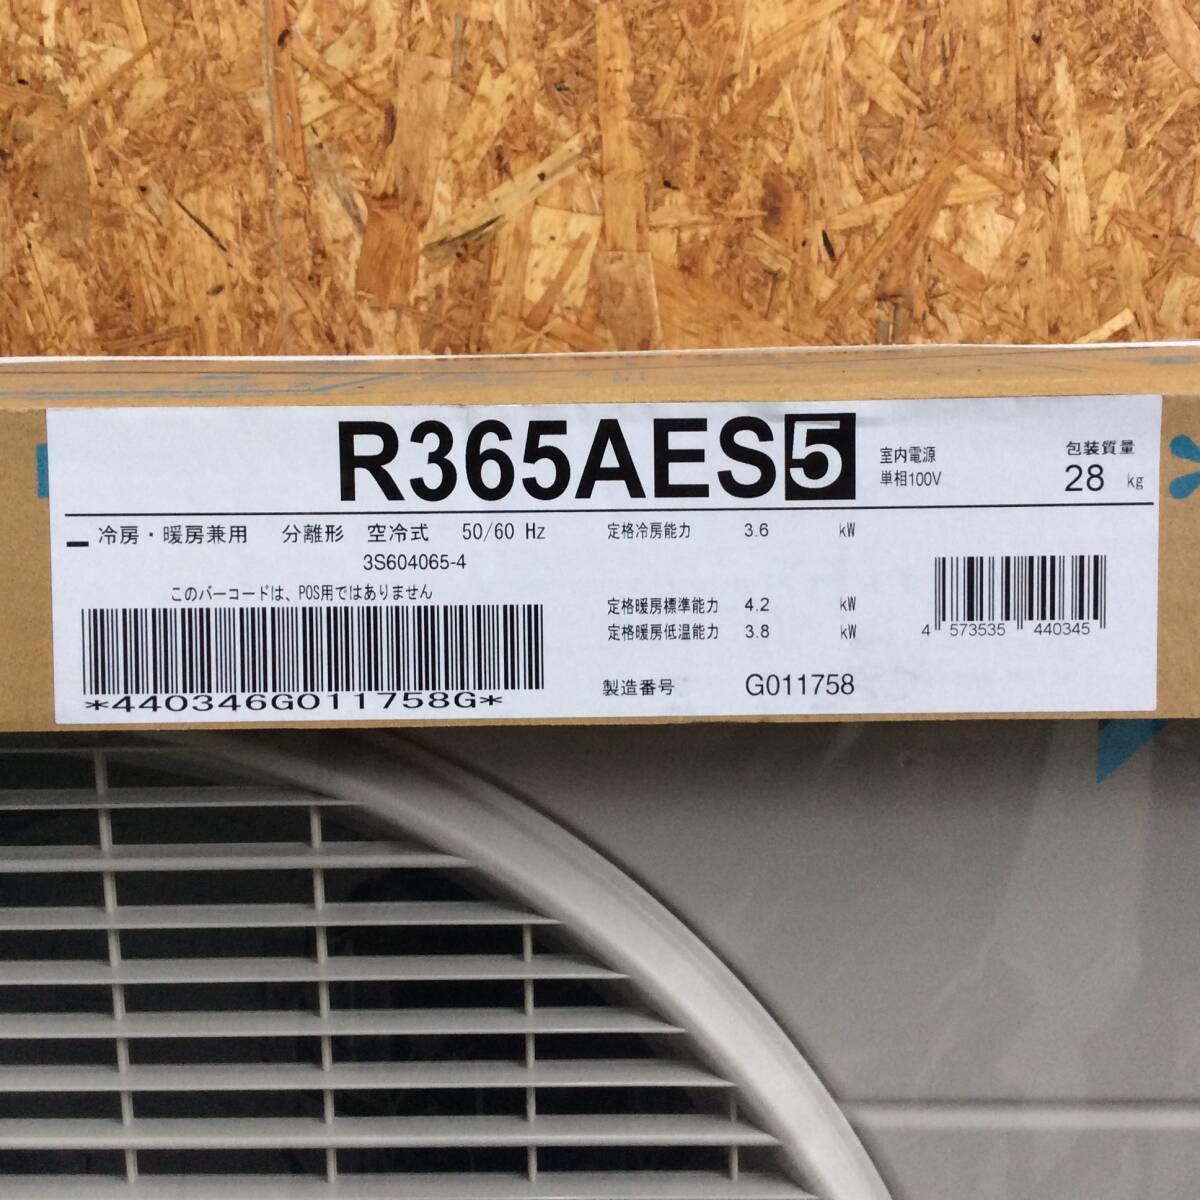 R365AES5
室内電源
単相100V
包装質量
28 kg
冷房・暖房兼用 分離形 空冷式 50/60 Hz
3S604065-4
このバーコードは、POS用ではありません
*440346G011758G*
定格冷房能力 3.6 kW
定格暖房標準能力 4.2 kW
定格暖房低温能力 3.8 kW
製造番号 G011758
4 573535 440345